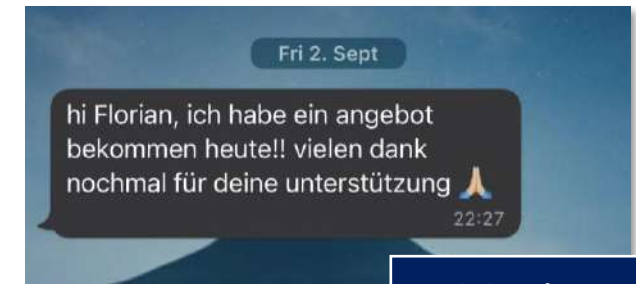 Fri 2. Sept
hi Florian, ich habe ein angebot
bekommen heute!! vielen dank
nochmal für deine unterstützung 🙏🏼
22:27